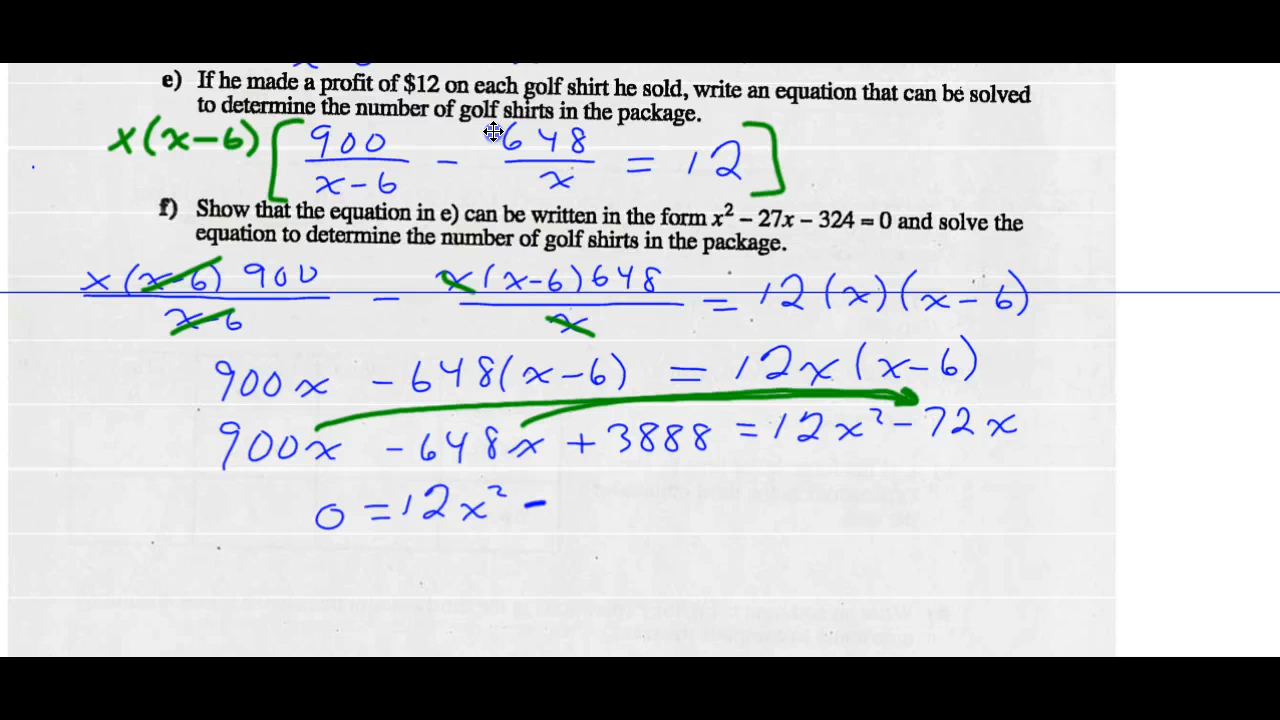 e) If he made a profit of $12 on each golf shirt he sold, write an equation that can be solved
to determine the number of golf shirts in the package.
x(x-6) [ 900/(x-6) - 648/x = 12 ]
f) Show that the equation in e) can be written in the form x² – 27x – 324 = 0 and solve the
equation to determine the number of golf shirts in the package.
x(x-6) 900/(x-6) - x(x-6) 648/x = 12(x)(x-6)
900x - 648(x-6) = 12x(x-6)
900x - 648x + 3888 = 12x² - 72x
0 = 12x² -